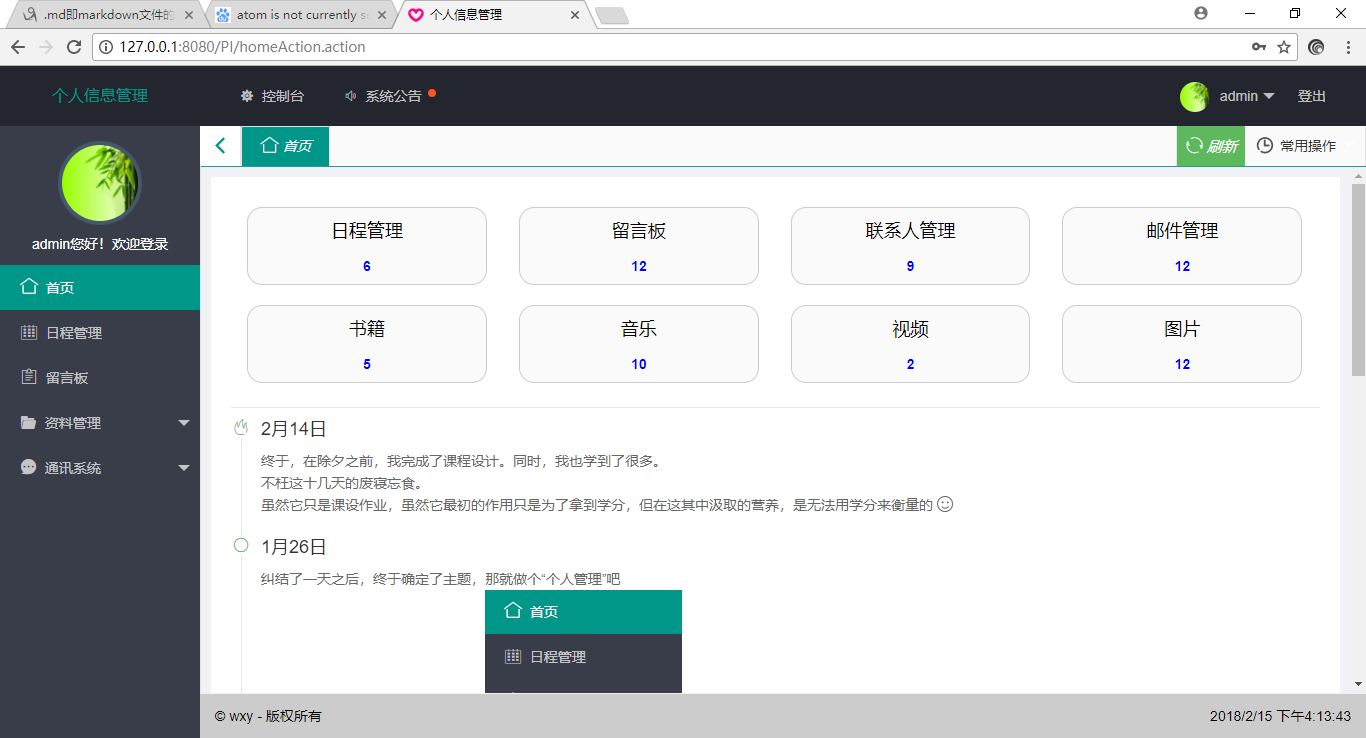 .md即markdown文件的
atom is not currently s
个人信息管理
127.0.0.1:8080/PI/homeAction.action
个人信息管理
控制台
系统公告
admin
登出
首页
刷新
常用操作
admin您好！欢迎登录
首页
日程管理
留言板
资料管理
通讯系统
日程管理
6
留言板
12
联系人管理
9
邮件管理
12
书籍
5
音乐
10
视频
2
图片
12
2月14日
终于，在除夕之前，我完成了课程设计。同时，我也学到了很多。
不枉这十几天的废寝忘食。
虽然它只是课设作业，虽然它最初的作用只是为了拿到学分，但在这其中汲取的营养，是无法用学分来衡量的
1月26日
纠结了一天之后，终于确定了主题，那就做个“个人管理”吧
首页
日程管理
© wxy - 版权所有
2018/2/15 下午4:13:43